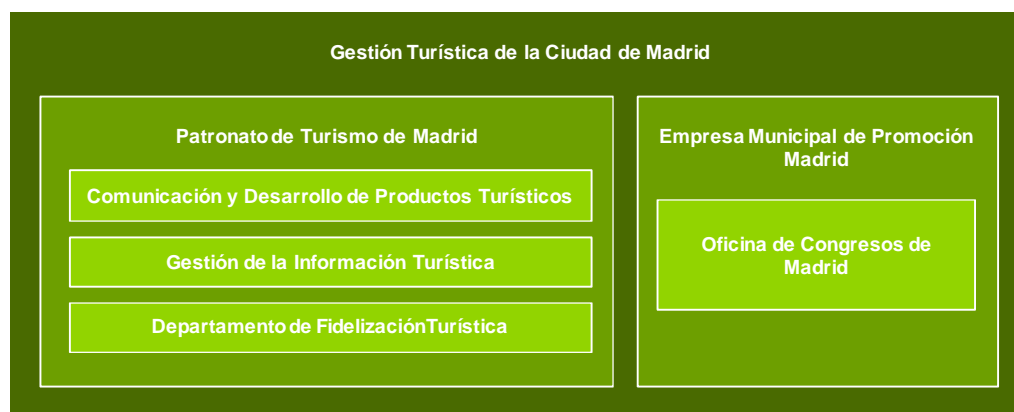 Gestión Turística de la Ciudad de Madrid
Patronato de Turismo de Madrid
Comunicación y Desarrollo de Productos Turísticos
Gestión de la Información Turística
Departamento de FidelizaciónTurística
Empresa Municipal de Promoción
Madrid
Oficina de Congresos de
Madrid